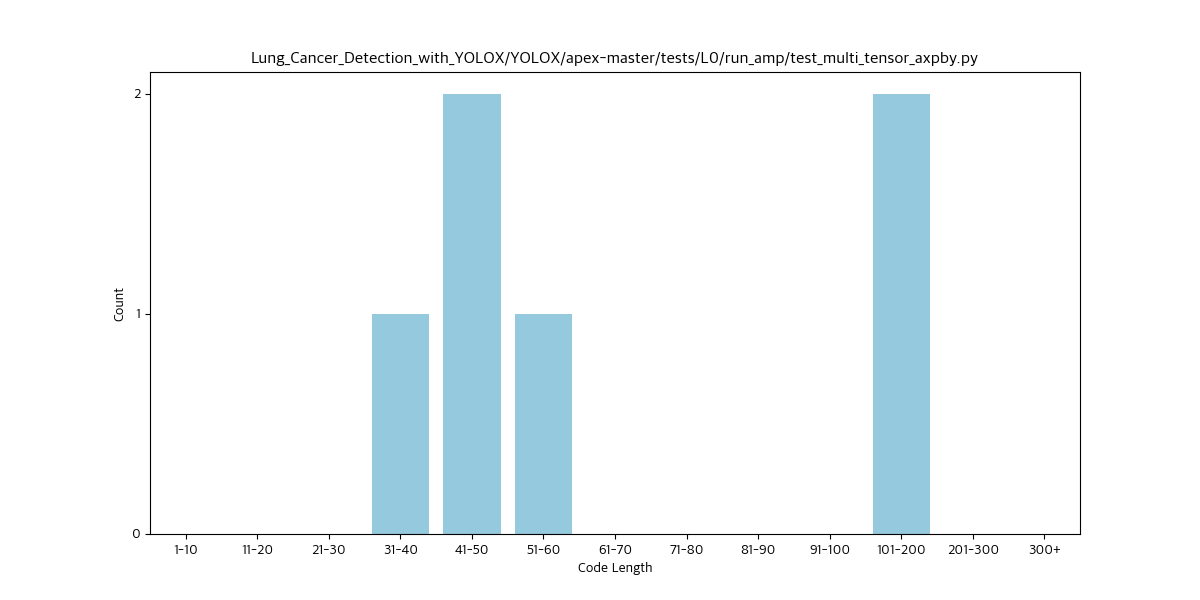 Lung_Cancer_Detection_with_YOLOX/YOLOX/apex-master/tests/L0/run_amp/test_multi_tensor_axpby.py
2
1
0
Count
1-10 11-20 21-30 31-40 41-50 51-60 61-70 71-80 81-90 91-100 101-200 201-300 300+
Code Length